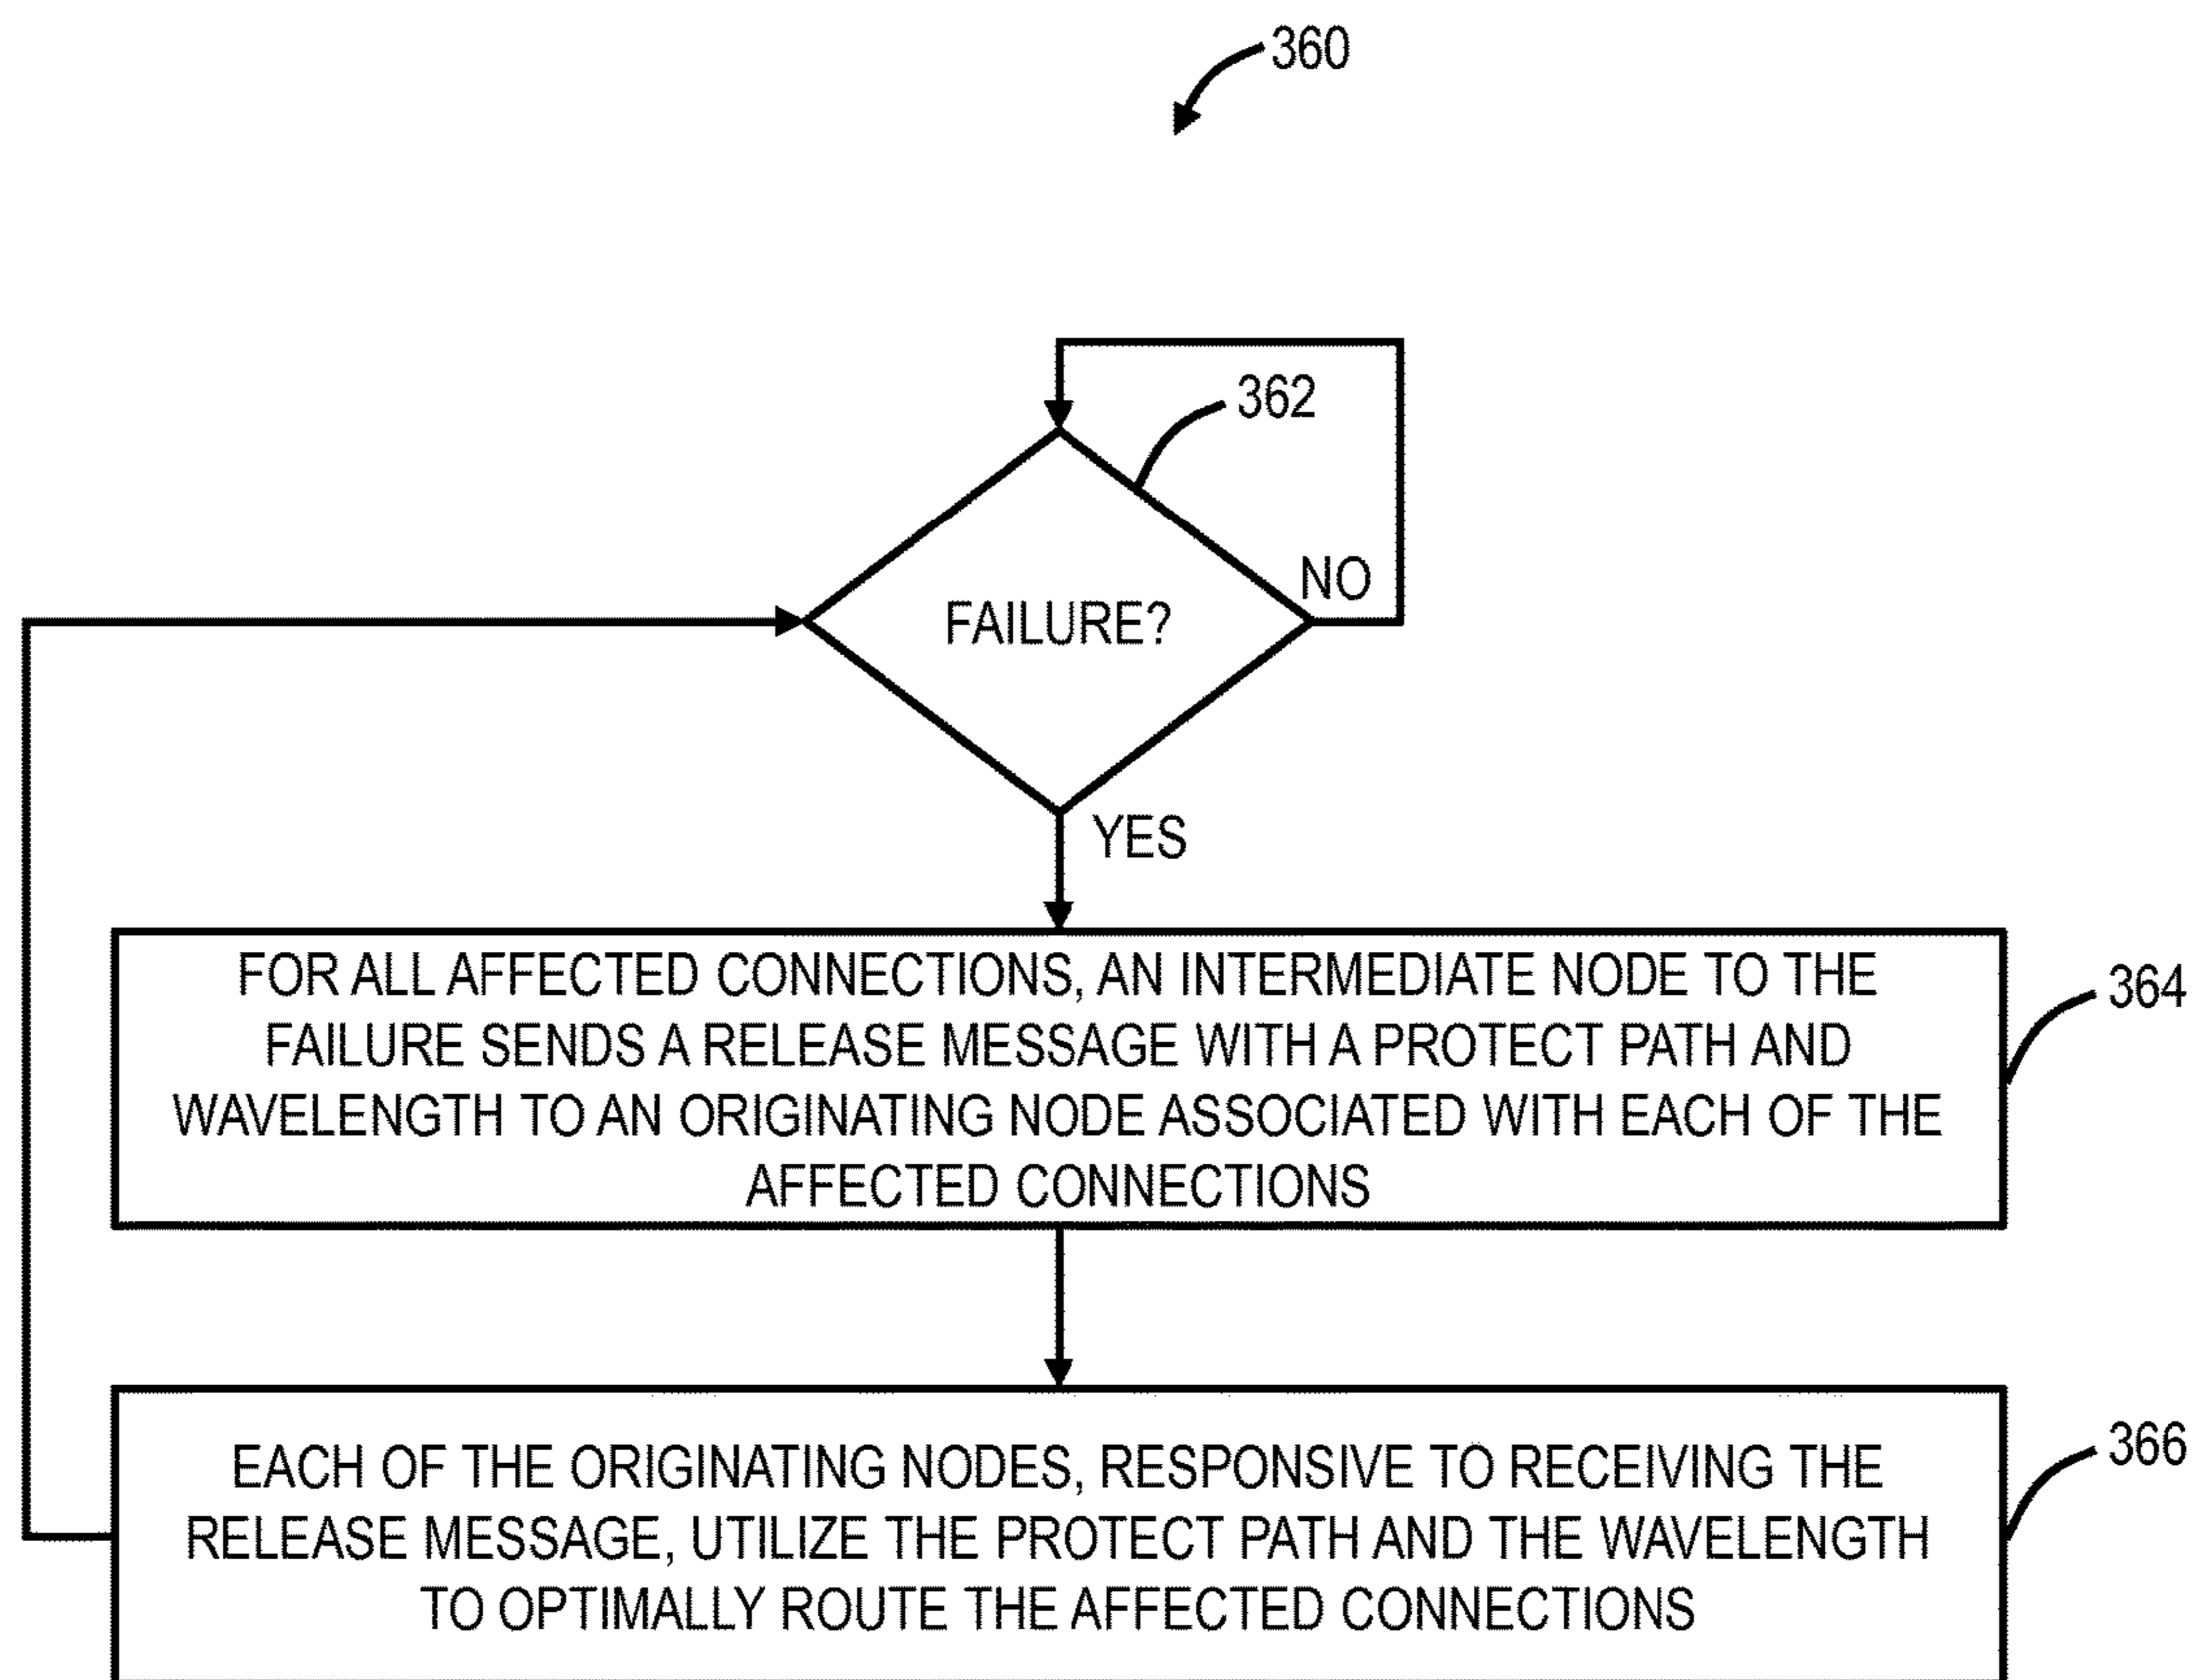 360
362
NO
FAILURE?
YES
FOR ALL AFFECTED CONNECTIONS, AN INTERMEDIATE NODE TO THE
FAILURE SENDS A RELEASE MESSAGE WITH A PROTECT PATH AND
WAVELENGTH TO AN ORIGINATING NODE ASSOCIATED WITH EACH OF THE
AFFECTED CONNECTIONS
364
EACH OF THE ORIGINATING NODES, RESPONSIVE TO RECEIVING THE
RELEASE MESSAGE, UTILIZE THE PROTECT PATH AND THE WAVELENGTH
TO OPTIMALLY ROUTE THE AFFECTED CONNECTIONS
366